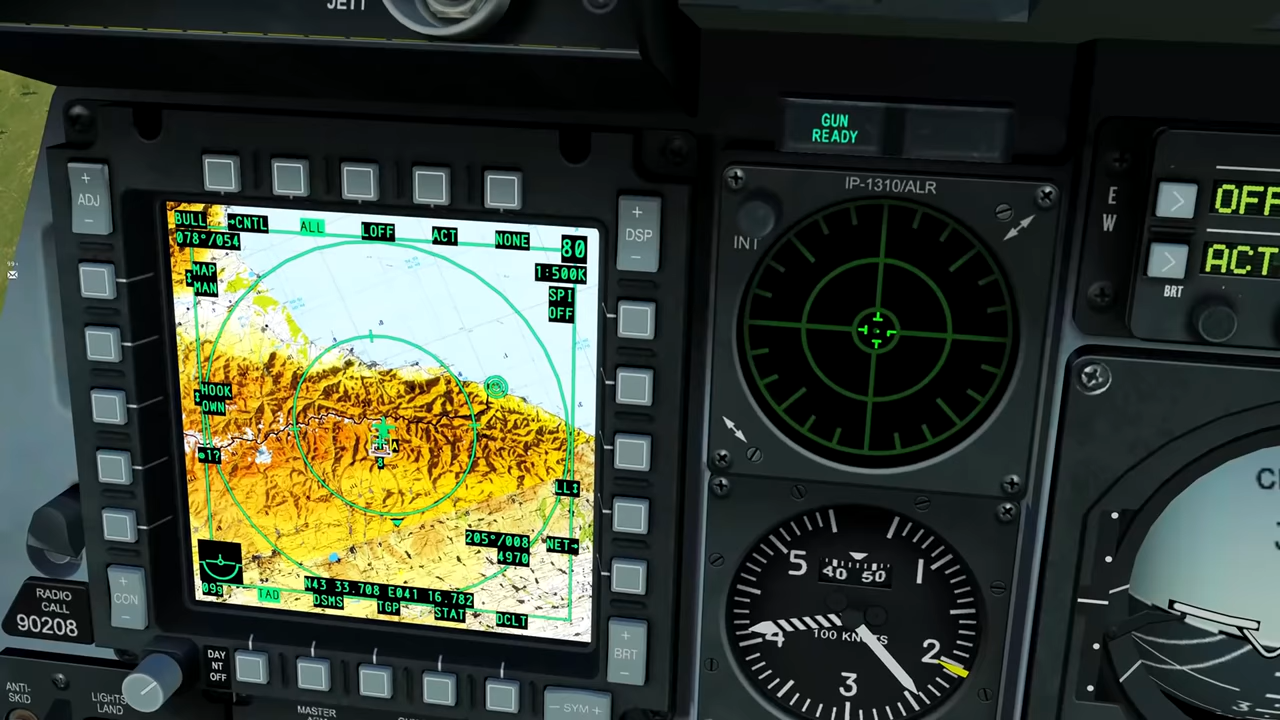 JETT
GUN
READY
IP-1310/ALR
INT
ADJ
BULL
→CNTL
ALL
LOFF
ACT
NONE
80
078°/054
1:500K
MAP
MAN
SPI
OFF
HOOK
OWN
LL
205°/008
4970
NET→
N43 33.708 E041 16.782
TAD
DSMS
TGP
STAT
DCLT
DSP
CON
BRT
SYM
DAY
NT
OFF
RADIO
CALL
90208
ANTI-
SKID
LIGHTS
LAND
MASTER
E
W
OFF
ACT
BRT
5
40 50
1
4
100 KNOTS
2
3
99+